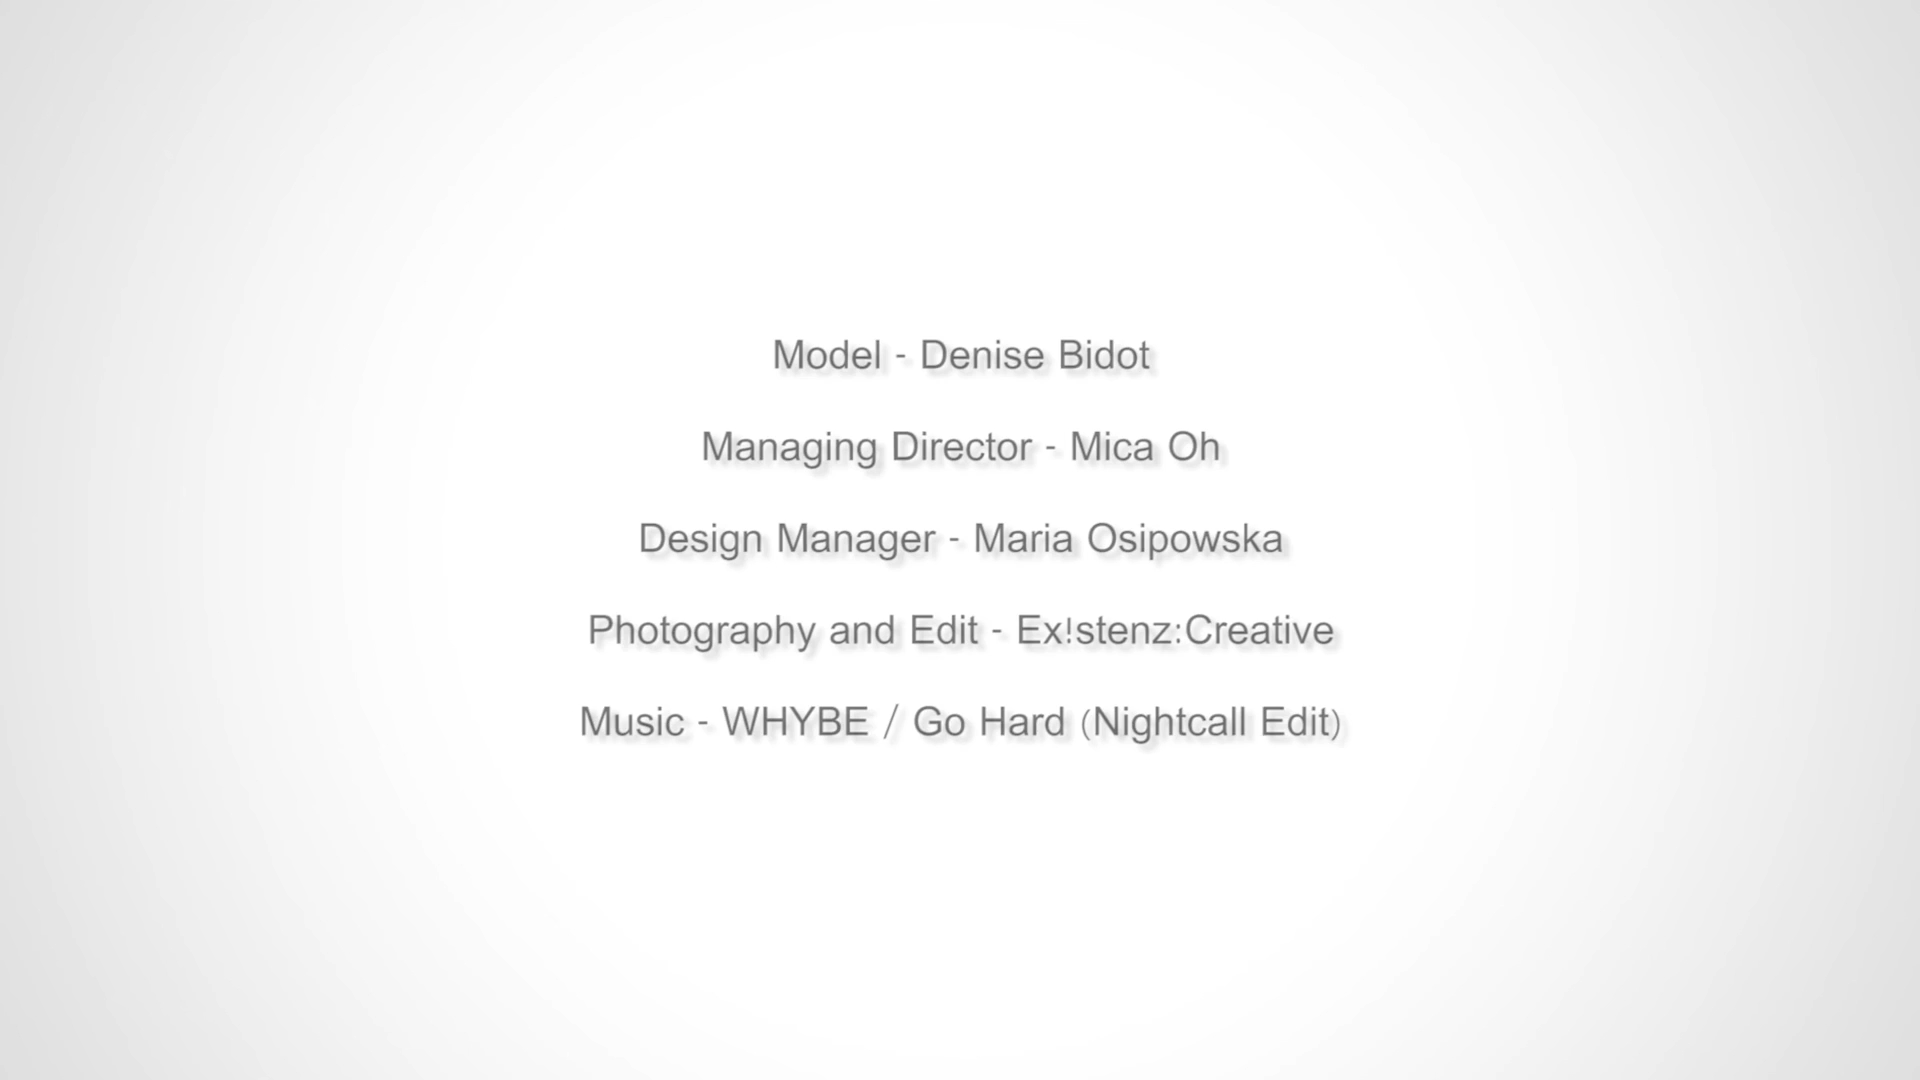 Model - Denise Bidot
Managing Director - Mica Oh
Design Manager - Maria Osipowska
Photography and Edit - Ex!stenz:Creative
Music - WHYBE / Go Hard (Nightcall Edit)